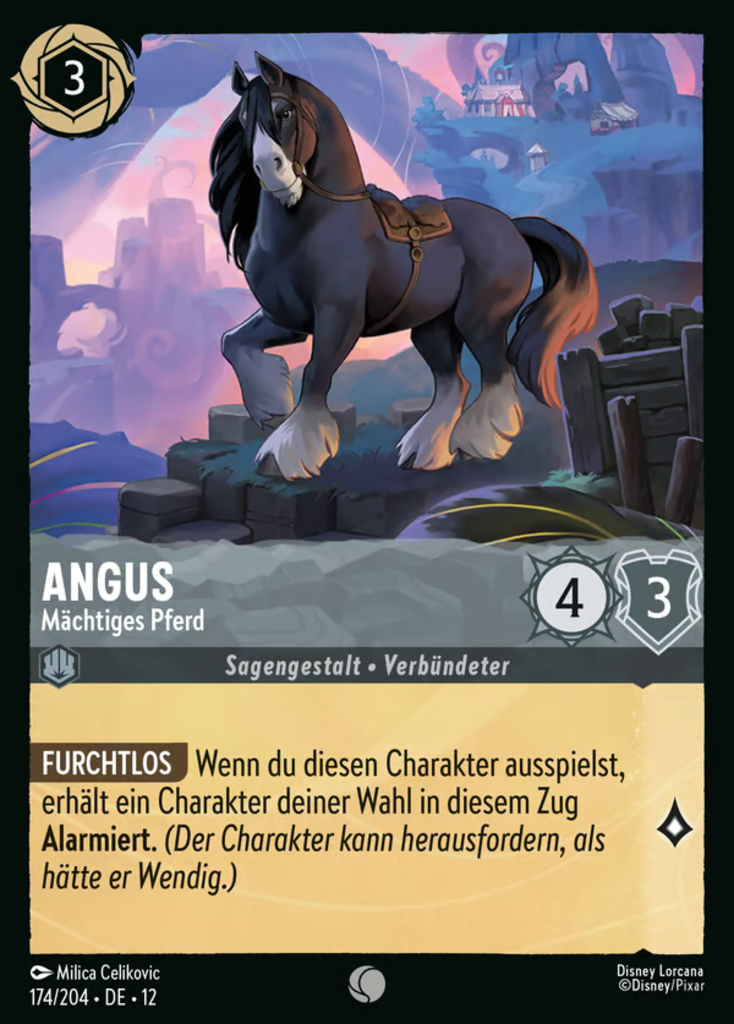 3
ANGUS
Mächtiges Pferd
4
3
Sagengestalt • Verbündeter
FURCHTLOS Wenn du diesen Charakter ausspielst,
erhält ein Charakter deiner Wahl in diesem Zug
Alarmiert. (Der Charakter kann herausfordern, als
hätte er Wendig.)
Milica Celikovic
174/204 • DE • 12
Disney Lorcana
©Disney/Pixar